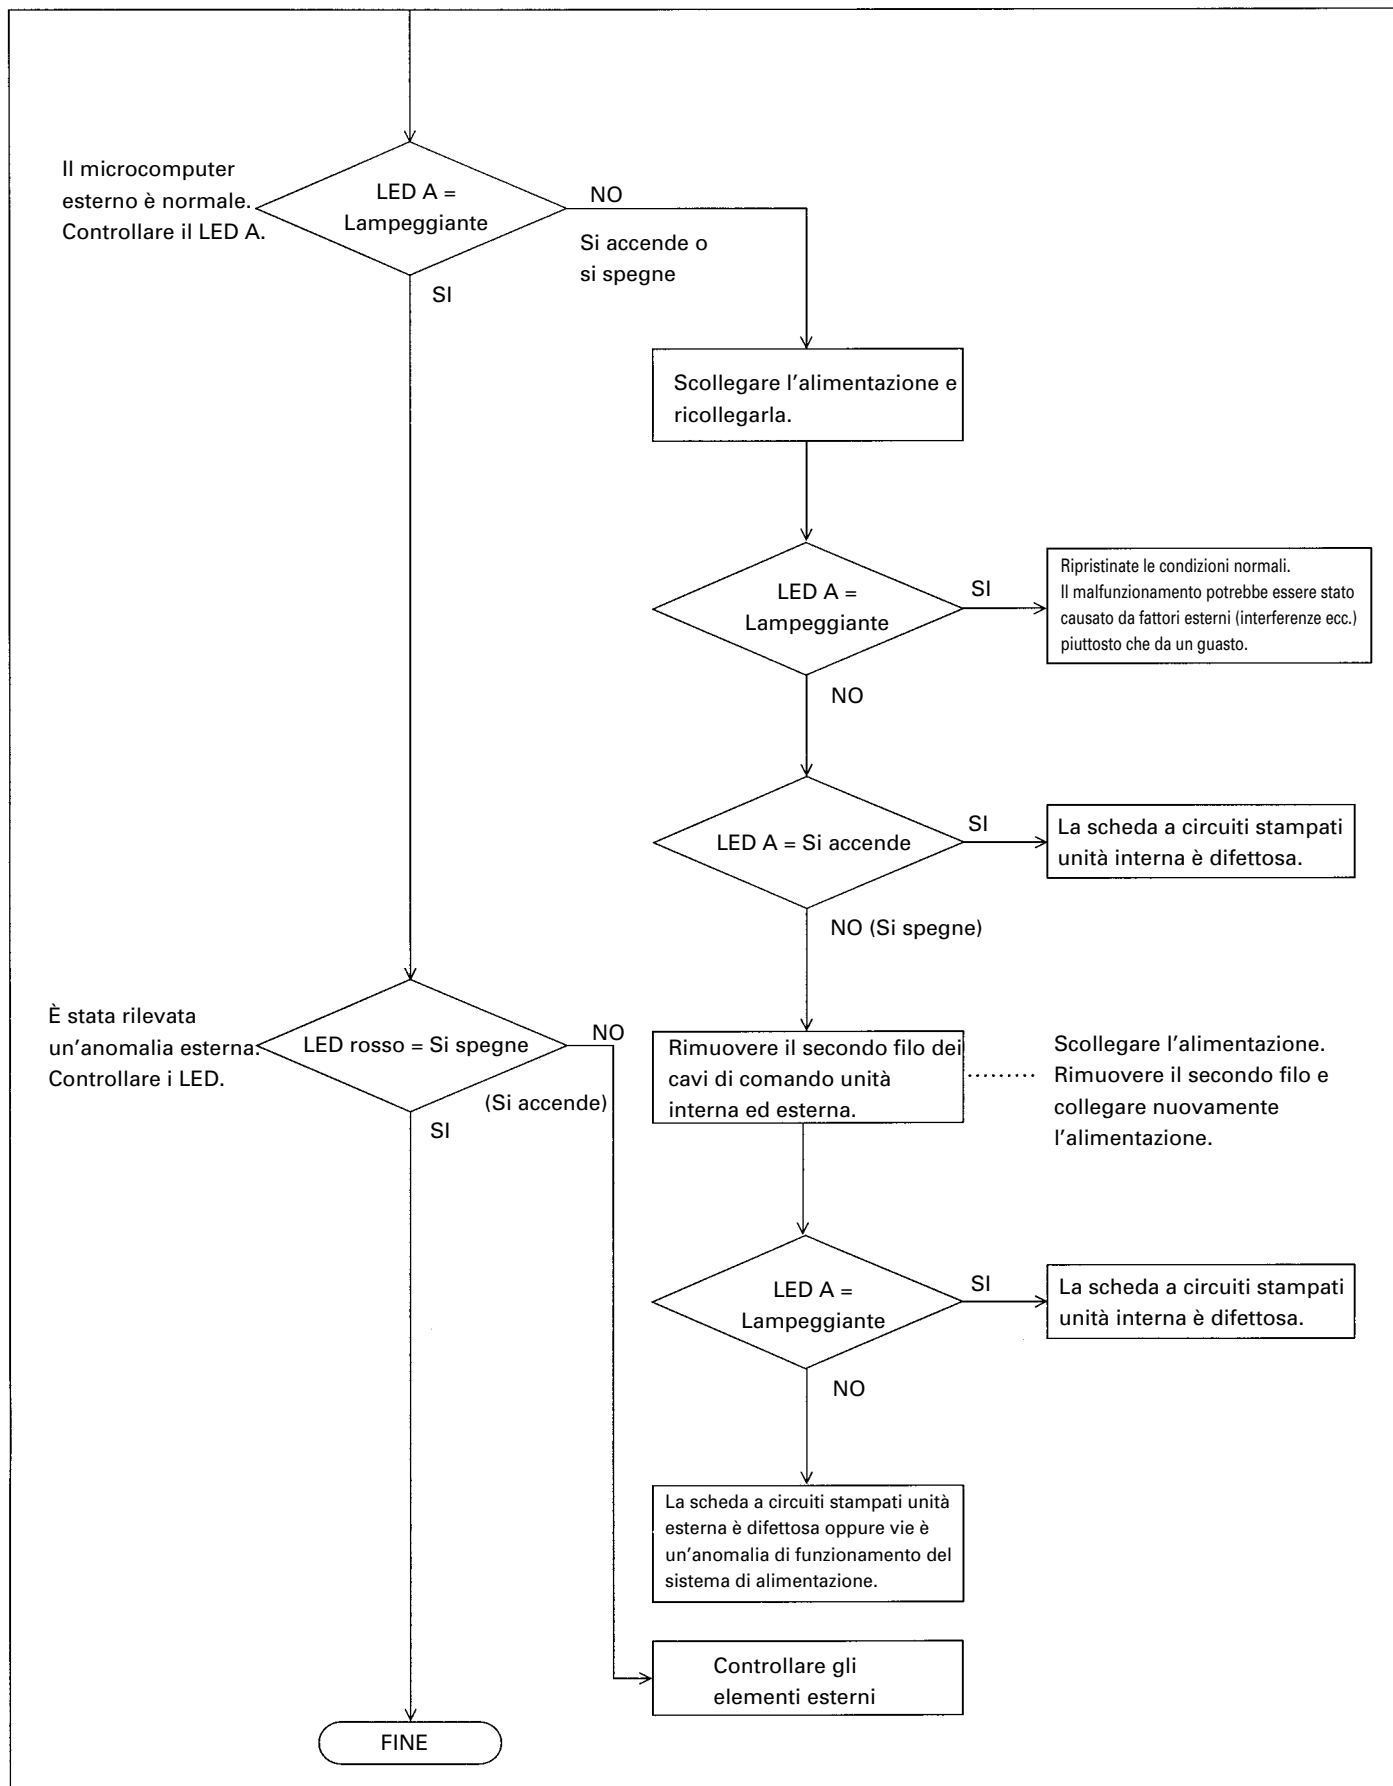 Il microcomputer
esterno è normale.
Controllare il LED A.
LED A =
Lampeggiante
NO
Si accende o
si spegne
SI
Scollegare l'alimentazione e
ricollegarla.
LED A =
Lampeggiante
SI
Ripristinate le condizioni normali.
Il malfunzionamento potrebbe essere stato
causato da fattori esterni (interferenze ecc.)
piuttosto che da un guasto.
NO
LED A = Si accende
SI
La scheda a circuiti stampati
unità interna è difettosa.
NO (Si spegne)
È stata rilevata
un'anomalia esterna.
Controllare i LED.
LED rosso = Si spegne
NO
(Si accende)
SI
Rimuovere il secondo filo dei
cavi di comando unità
interna ed esterna.
Scollegare l'alimentazione.
Rimuovere il secondo filo e
collegare nuovamente
l'alimentazione.
LED A =
Lampeggiante
SI
La scheda a circuiti stampati
unità interna è difettosa.
NO
La scheda a circuiti stampati unità
esterna è difettosa oppure vie è
un'anomalia di funzionamento del
sistema di alimentazione.
Controllare gli
elementi esterni
FINE